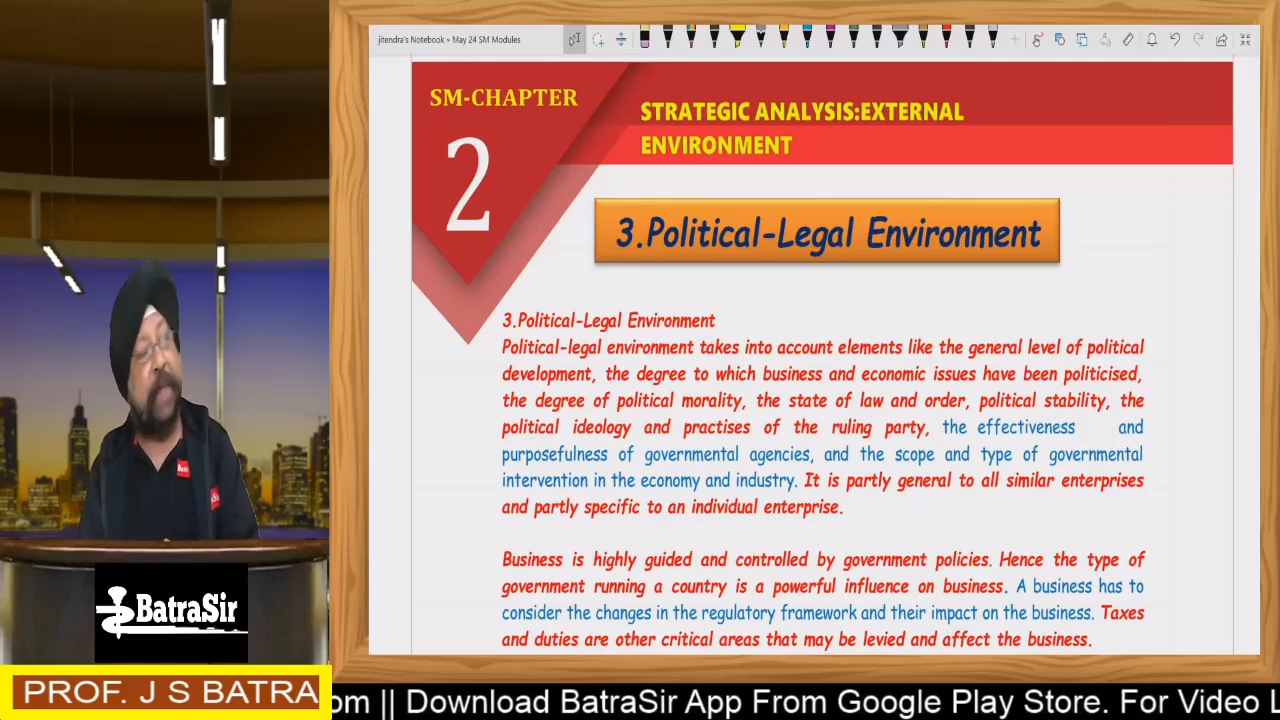 jitendra's Notebook » May 24 SM Modules
SM-CHAPTER
2
STRATEGIC ANALYSIS:EXTERNAL
ENVIRONMENT
3.Political-Legal Environment
3.Political-Legal Environment
Political-legal environment takes into account elements like the general level of political
development, the degree to which business and economic issues have been politicised,
the degree of political morality, the state of law and order, political stability, the
political ideology and practises of the ruling party, the effectiveness and
purposefulness of governmental agencies, and the scope and type of governmental
intervention in the economy and industry. It is partly general to all similar enterprises
and partly specific to an individual enterprise.
Business is highly guided and controlled by government policies. Hence the type of
government running a country is a powerful influence on business. A business has to
consider the changes in the regulatory framework and their impact on the business. Taxes
and duties are other critical areas that may be levied and affect the business.
BatraSir
PROF. J S BATRA
om || Download BatraSir App From Google Play Store. For Video L